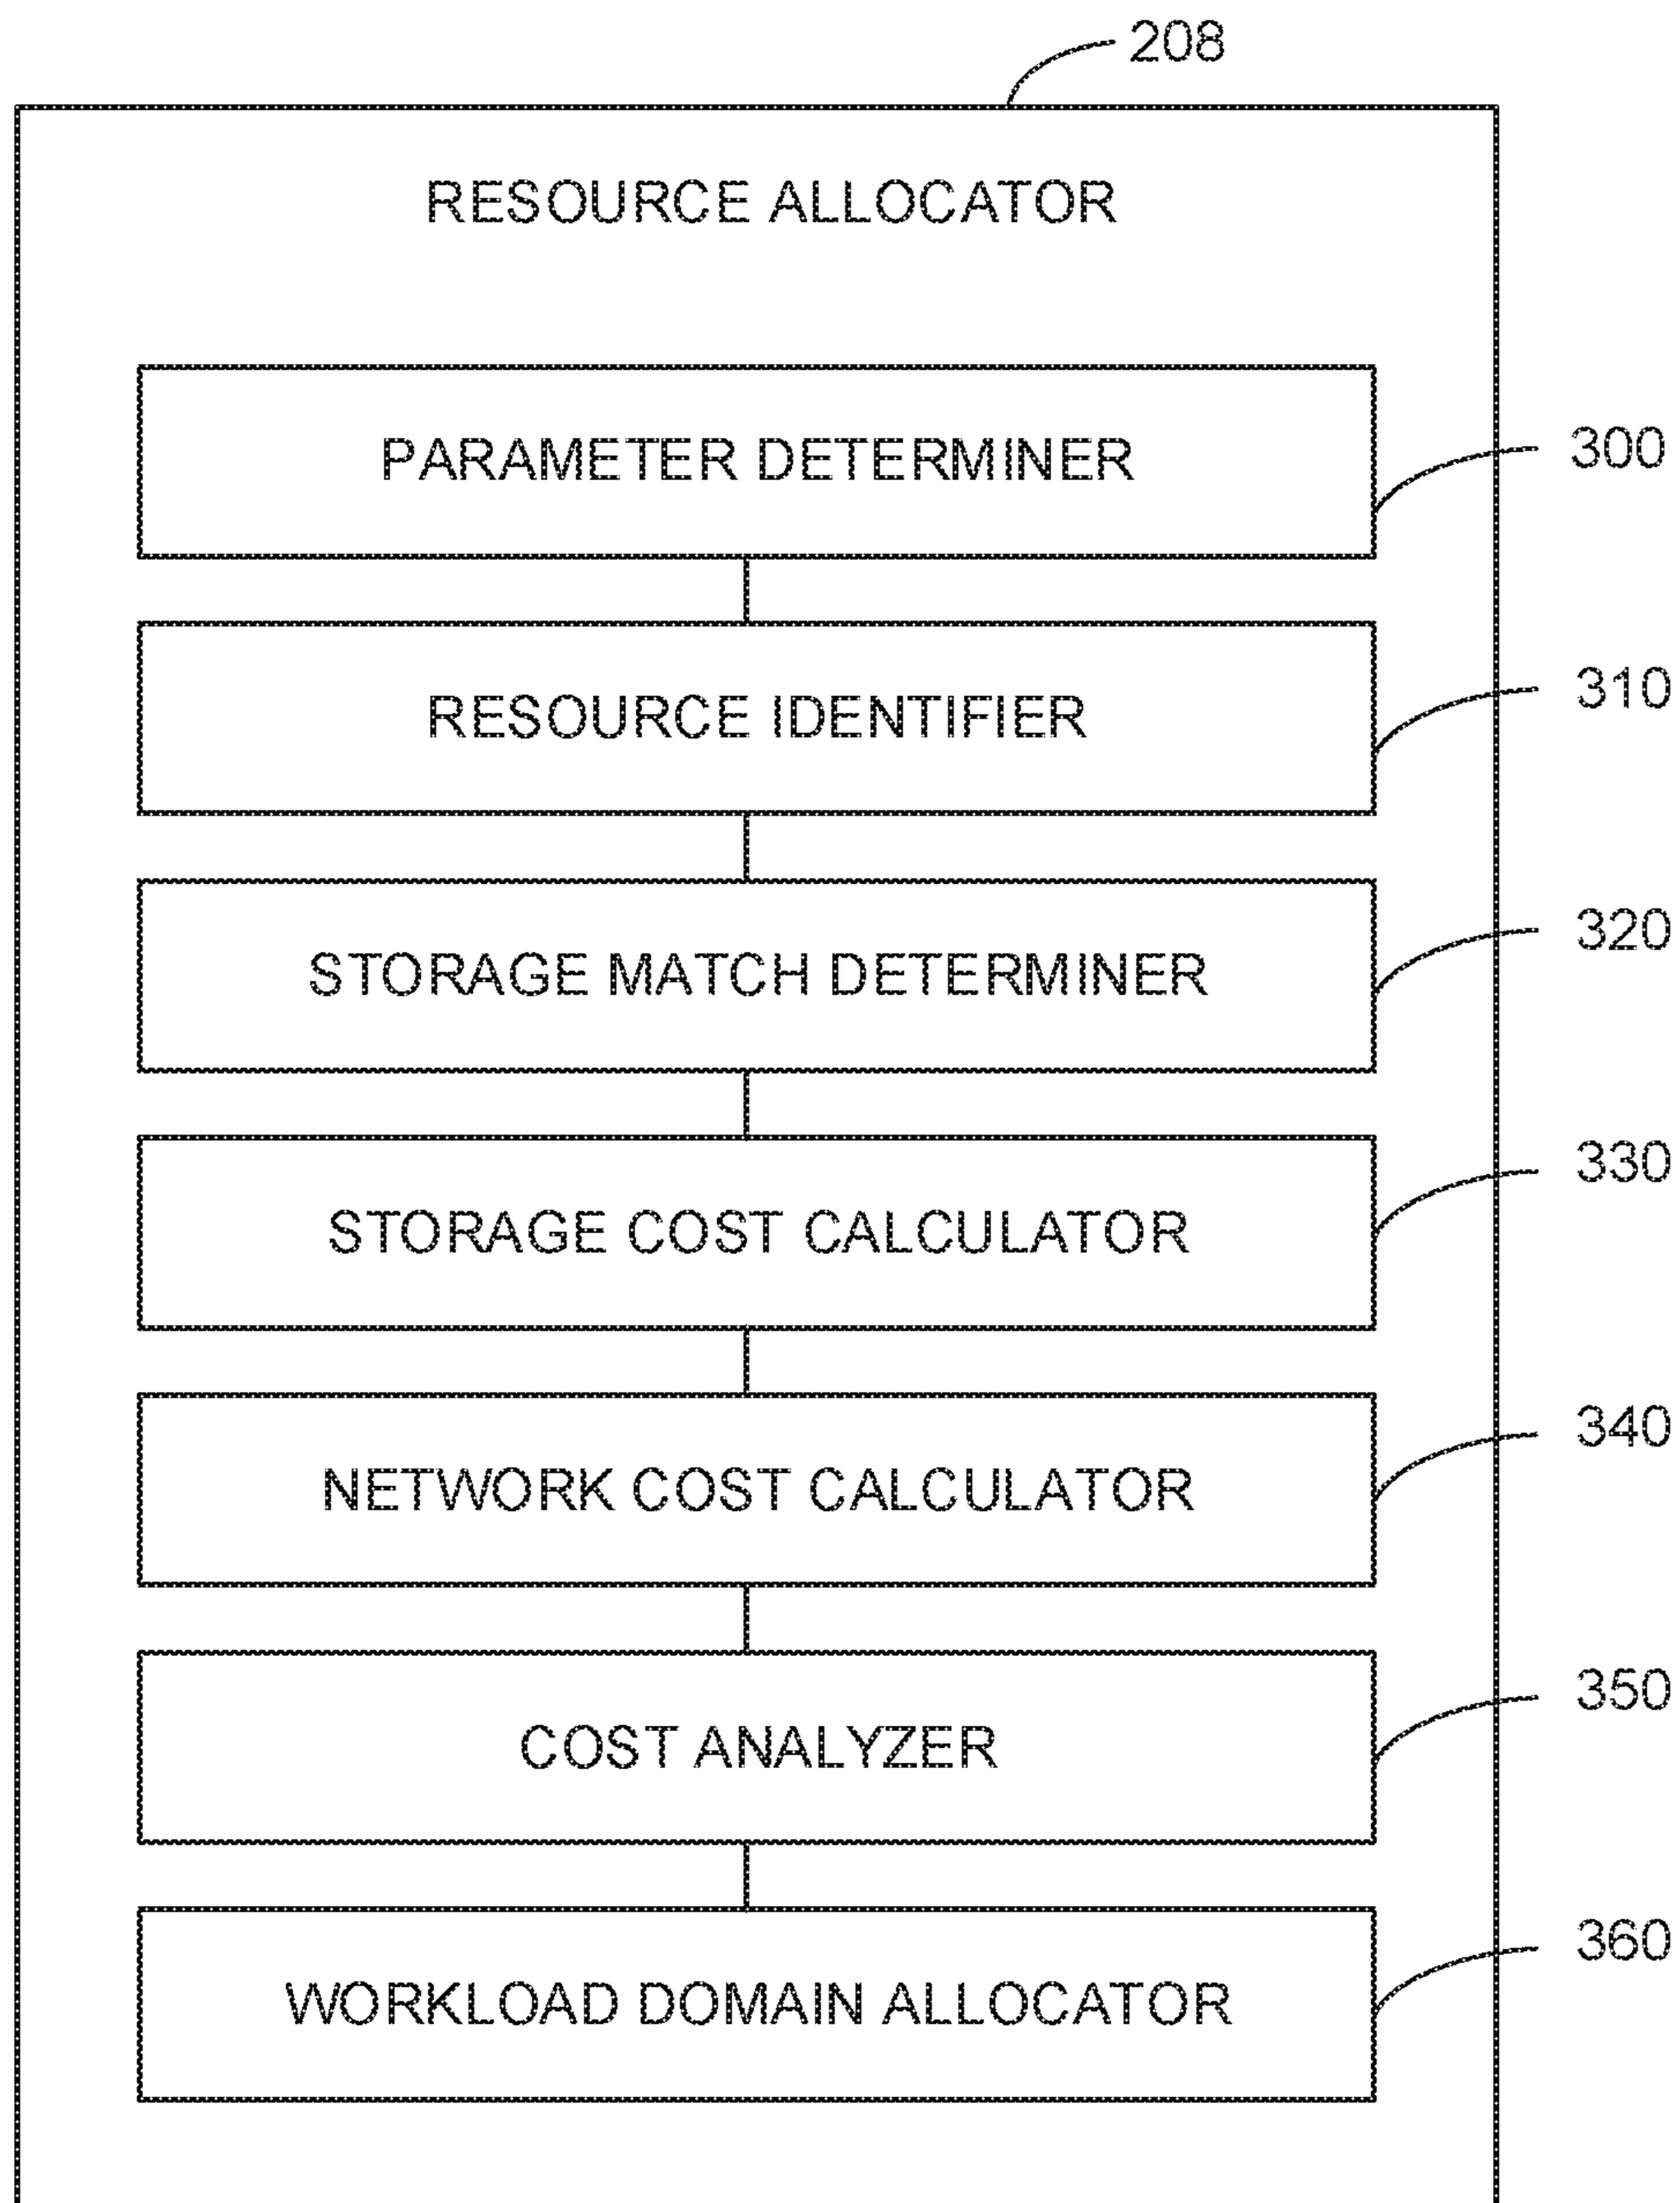 208
RESOURCE ALLOCATOR
PARAMETER DETERMINER
300
RESOURCE IDENTIFIER
310
STORAGE MATCH DETERMINER
320
STORAGE COST CALCULATOR
330
NETWORK COST CALCULATOR
340
COST ANALYZER
350
WORKLOAD DOMAIN ALLOCATOR
360